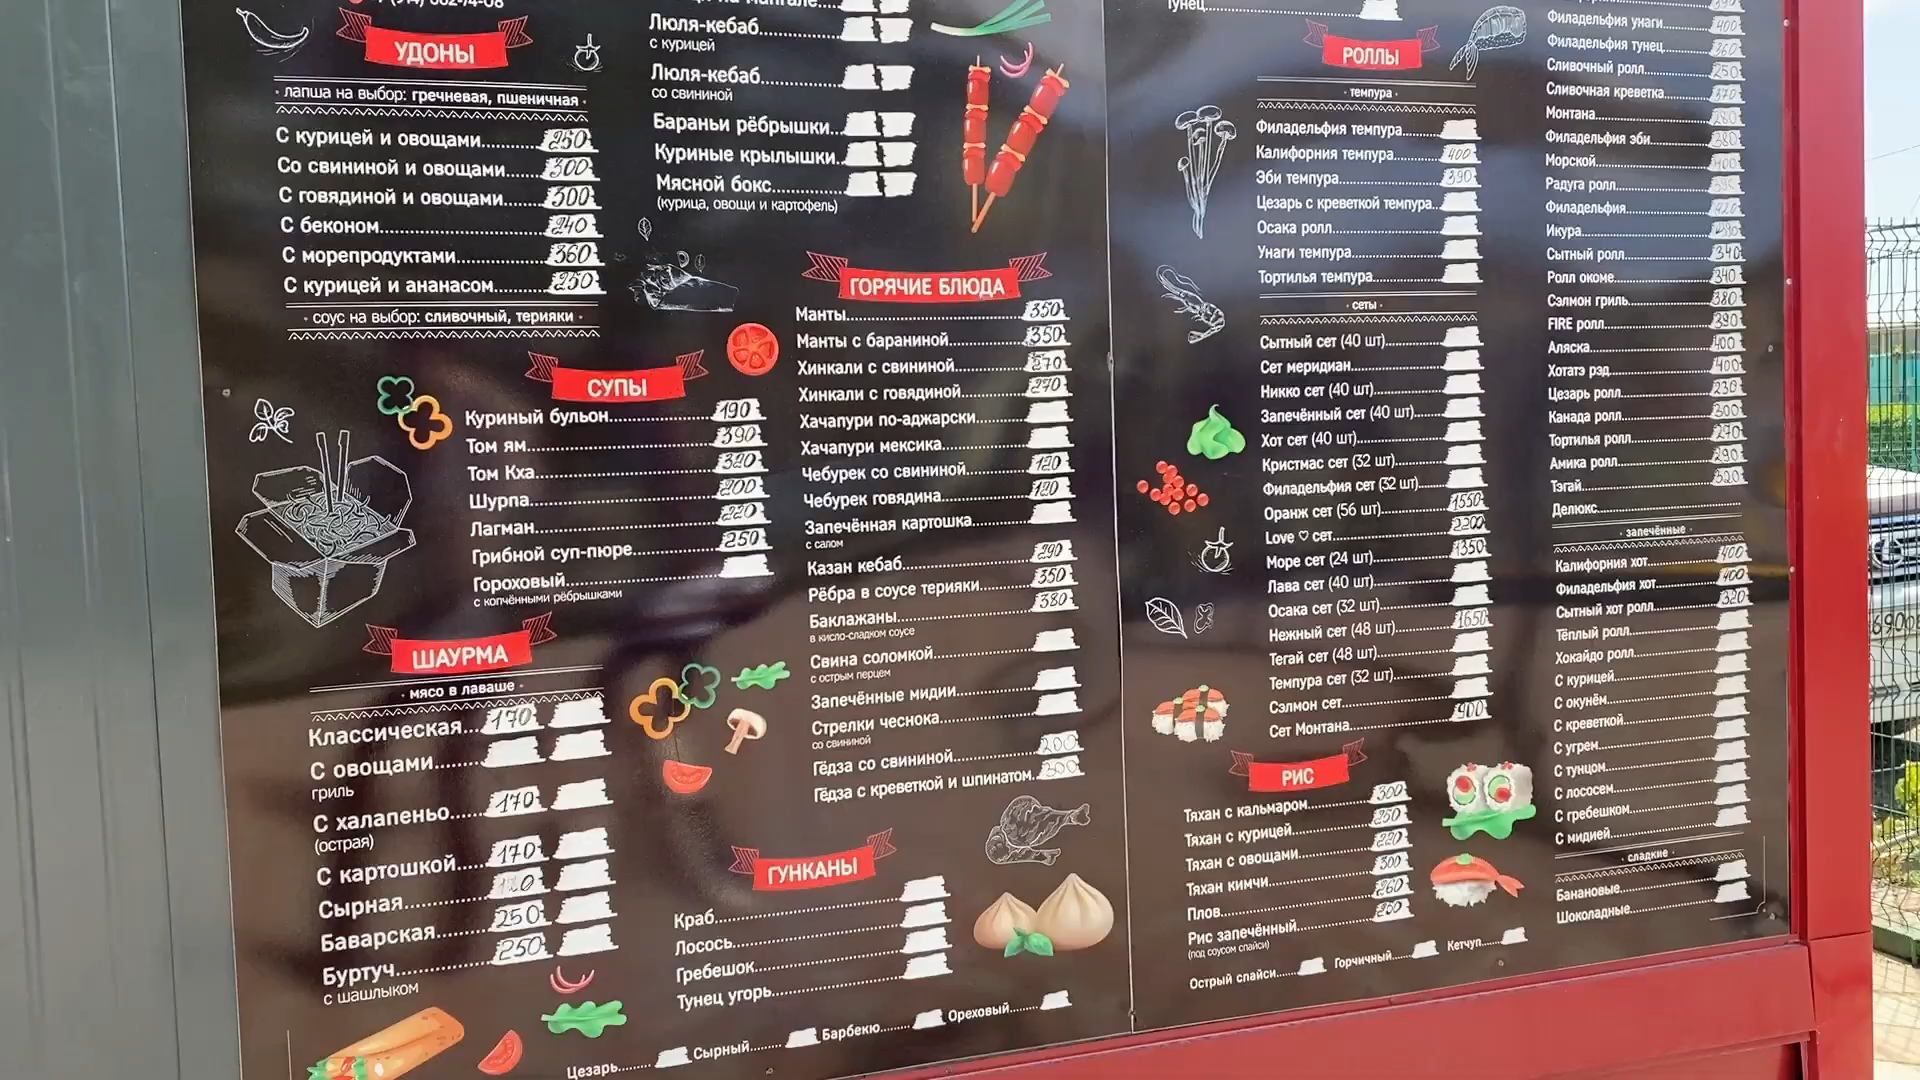 УДОНЫ
лапша на выбор: гречневая, пшеничная
С курицей и овощами 250
Со свининой и овощами 300
С говядиной и овощами 300
С беконом 240
С морепродуктами 360
С курицей и ананасом 250
соус на выбор: сливочный, терияки
СУПЫ
Куриный бульон 190
Том ям 390
Том Кха 320
Шурпа 200
Лагман 220
Грибной суп-пюре 250
Гороховый
с копчёными рёбрышками
ШАУРМА
мясо в лаваше
Классическая 170
С овощами
гриль
С халапеньо 170
(острая)
С картошкой 170
Сырная 120
Баварская 250
Буртуч 250
с шашлыком
Люля-кебаб
с курицей
Люля-кебаб
со свининой
Бараньи рёбрышки
Куриные крылышки
Мясной бокс
(курица, овощи и картофель)
ГОРЯЧИЕ БЛЮДА
Манты 350
Манты с бараниной 350
Хинкали с свининой 270
Хинкали с говядиной 270
Хачапури по-аджарски
Хачапури мексика
Чебурек со свининой 120
Чебурек говядина 120
Запечённая картошка
с салом
Казан кебаб 290
Рёбра в соусе терияки 350
Баклажаны 380
в кисло-сладком соусе
Свина соломкой
с острым перцем
Запечённые мидии
Стрелки чеснока
со свининой
Гёдза со свининой 200
Гёдза с креветкой и шпинатом 300
ГУНКАНЫ
Краб
Лосось
Гребешок
Тунец угорь
Цезарь Сырный Барбекю Ореховый
Тунец
РОЛЛЫ
темпура
Филадельфия темпура
Калифорния темпура 400
Эби темпура 390
Цезарь с креветкой темпура
Осака ролл
Унаги темпура
Тортилья темпура
сеты
Сытный сет (40 шт)
Сет меридиан
Никко сет (40 шт)
Запечённый сет (40 шт)
Хот сет (40 шт)
Кристмас сет (32 шт)
Филадельфия сет (32 шт)
Оранж сет (56 шт) 1550
Love ♡ сет 2200
Море сет (24 шт) 1350
Лава сет (40 шт)
Осака сет (32 шт)
Нежный сет (48 шт) 1650
Тегай сет (48 шт)
Темпура сет (32 шт)
Сэлмон сет
Сет Монтана 900
РИС
Тяхан с кальмаром 300
Тяхан с курицей 250
Тяхан с овощами 220
Тяхан кимчи 300
Плов 260
Рис запечённый 260
(под соусом спайси)
Острый спайси Горчичный Кетчуп
Филадельфия унаги 400
Филадельфия тунец 360
Сливочный ролл 250
Сливочная креветка 370
Монтана
Филадельфия эби 380
Морской 400
Радуга ролл
Филадельфия 420
Икура
Сытный ролл 340
Ролл окоме 340
Сэлмон гриль 380
FIRE ролл 390
Аляска 400
Хотатэ рэд 400
Цезарь ролл 230
Канада ролл 300
Тортилья ролл 270
Амика ролл 290
Тэгай 320
Делюкс
запечённые
Калифорния хот 400
Филадельфия хот 400
Сытный хот ролл 320
Тёплый ролл
Хокайдо ролл
С курицей
С окунём
С креветкой
С угрем
С тунцом
С лососем
С гребешком
С мидией
сладкие
Банановые
Шоколадные